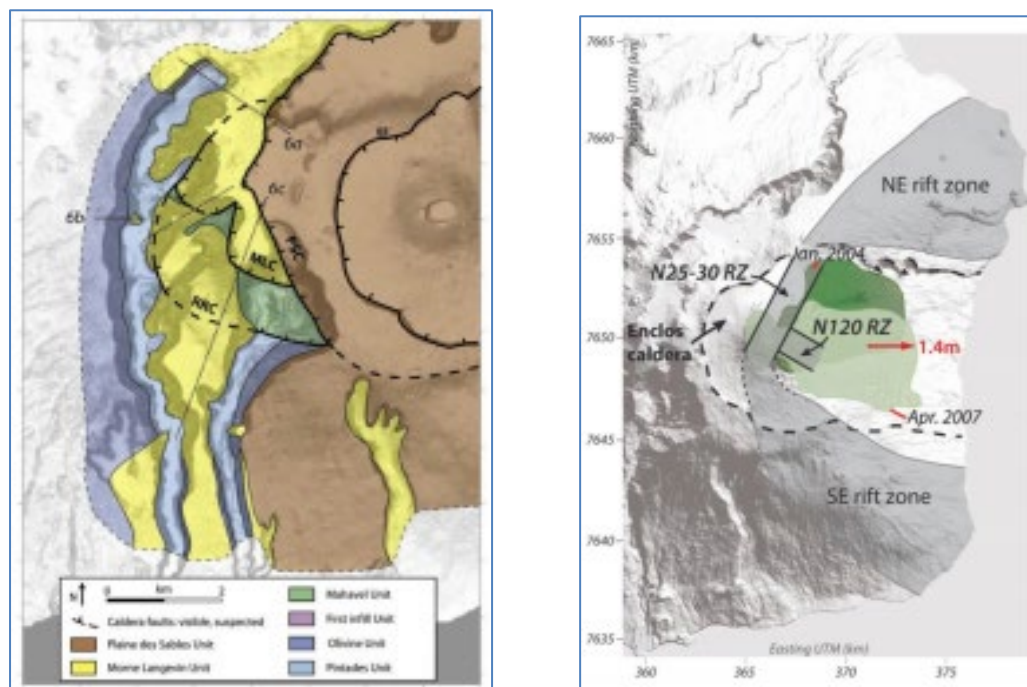 6a
6c
6b
MLC
PSC
RRC
N
0 km 2
Caldera faults: visible, suspected
Plaine des Sables Unit
Morne Langevin Unit
Mahavel Unit
First infill Unit
Olivine Unit
Pintades Unit
7665
7660
7655
7650
7645
7640
7635
NE rift zone
Jan. 2004
N25-30 RZ
N120 RZ
Enclos
caldera
1.4m
Apr. 2007
SE rift zone
Easting UTM (km)
360 365 370 375